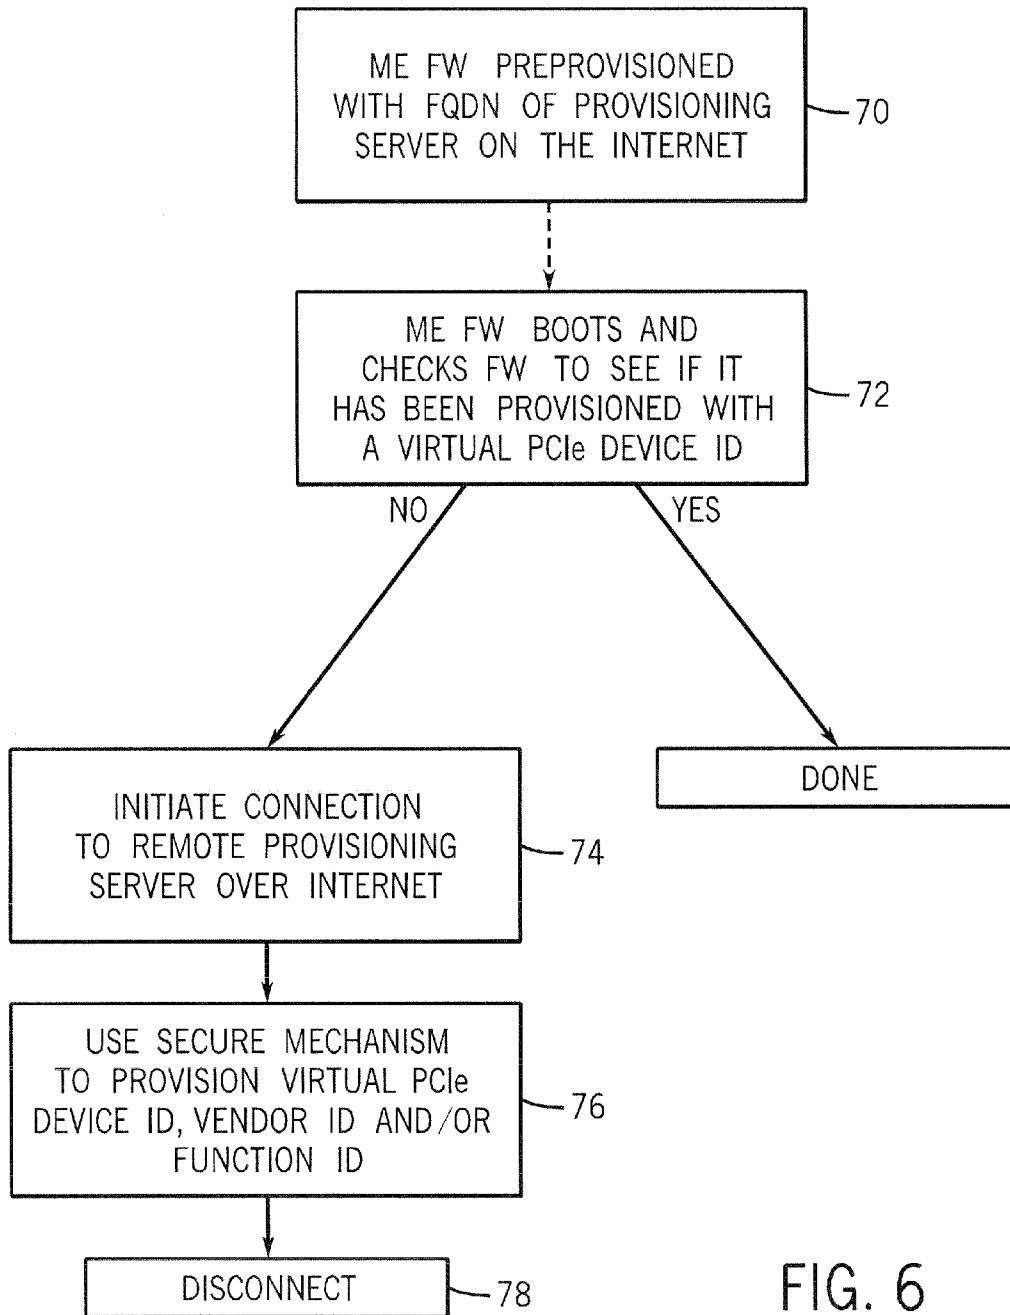 ME FW PREPROVISIONED
WITH FQDN OF PROVISIONING
SERVER ON THE INTERNET
70
ME FW BOOTS AND
CHECKS FW TO SEE IF IT
HAS BEEN PROVISIONED WITH
A VIRTUAL PCIe DEVICE ID
72
NO
YES
INITIATE CONNECTION
TO REMOTE PROVISIONING
SERVER OVER INTERNET
74
DONE
USE SECURE MECHANISM
TO PROVISION VIRTUAL PCIe
DEVICE ID, VENDOR ID AND/OR
FUNCTION ID
76
DISCONNECT
78
FIG. 6